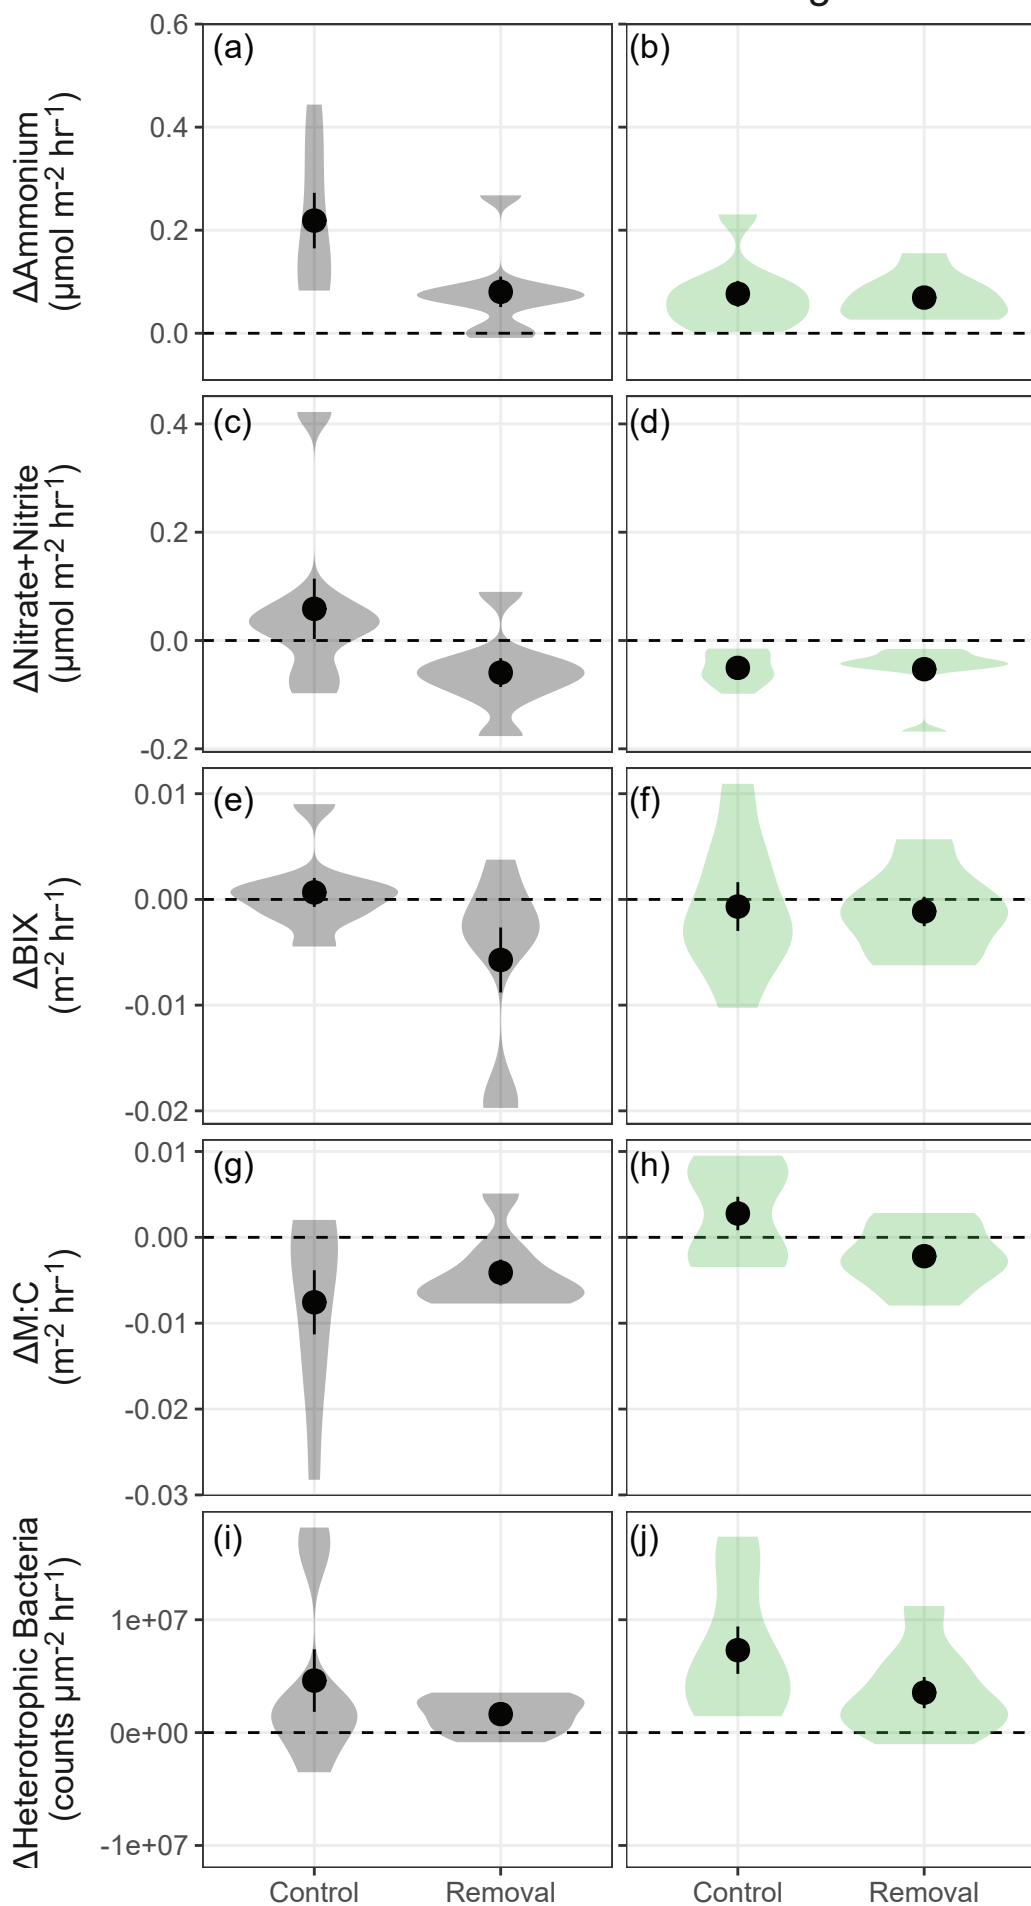 0.6
(a)
(b)
ΔAmmonium
(μmol m⁻² hr⁻¹)
0.4
0.2
0.0
(c)
(d)
ΔNitrate+Nitrite
(μmol m⁻² hr⁻¹)
0.4
0.2
0.0
-0.2
(e)
(f)
ΔBIX
(m⁻² hr⁻¹)
0.01
0.00
-0.01
-0.02
(g)
(h)
ΔM:C
(m⁻² hr⁻¹)
0.01
0.00
-0.01
-0.02
-0.03
(i)
(j)
ΔHeterotrophic Bacteria
(counts μm⁻² hr⁻¹)
1e+07
0e+00
-1e+07
Control
Removal
Control
Removal